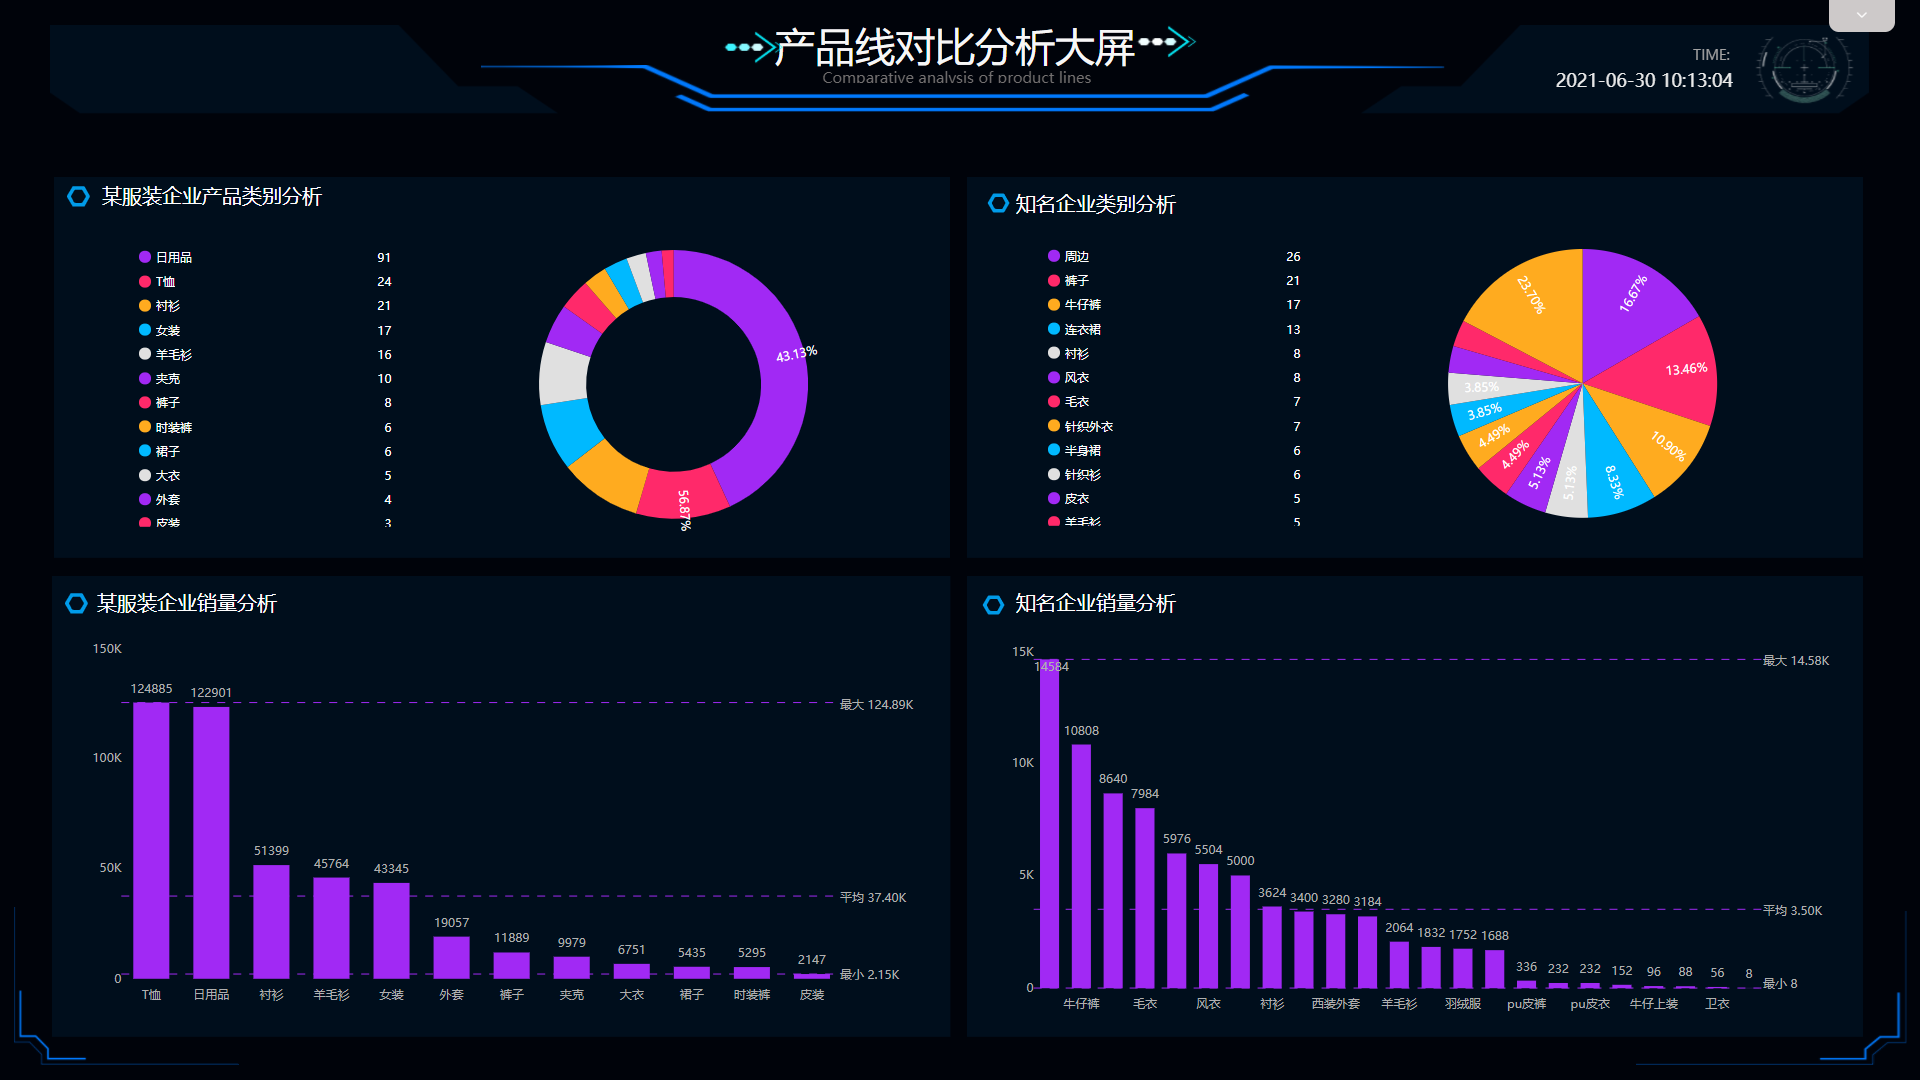 产品线对比分析大屏
Comparative analysis of product lines
TIME:
2021-06-30 10:13:04
某服装企业产品类别分析
日用品 91
T恤 24
衬衫 21
女装 17
羊毛衫 16
夹克 10
裤子 8
时装裤 6
裙子 6
大衣 5
外套 4
皮装 3
43.13%
56.87%
知名企业类别分析
周边 26
裤子 21
牛仔裤 17
连衣裙 13
衬衫 8
风衣 8
毛衣 7
针织外衣 7
半身裙 6
针织衫 6
皮衣 5
羊毛衫 5
16.67%
13.46%
10.90%
8.33%
5.13%
5.13%
4.49%
4.49%
3.85%
3.85%
23.70%
某服装企业销量分析
150K
100K
50K
0
124885
122901
51399
45764
43345
19057
11889
9979
6751
5435
5295
2147
最大 124.89K
平均 37.40K
最小 2.15K
T恤 日用品 衬衫 羊毛衫 女装 外套 裤子 夹克 大衣 裙子 时装裤 皮装
知名企业销量分析
15K
10K
5K
0
14584
10808
8640
7984
5976
5504
5000
3624
3400
3280
3184
2064
1832
1752
1688
336
232
232
152
96
88
56
8
最大 14.58K
平均 3.50K
最小 8
牛仔裤 毛衣 风衣 衬衫 西装外套 羊毛衫 羽绒服 pu皮裤 pu皮衣 牛仔上装 卫衣